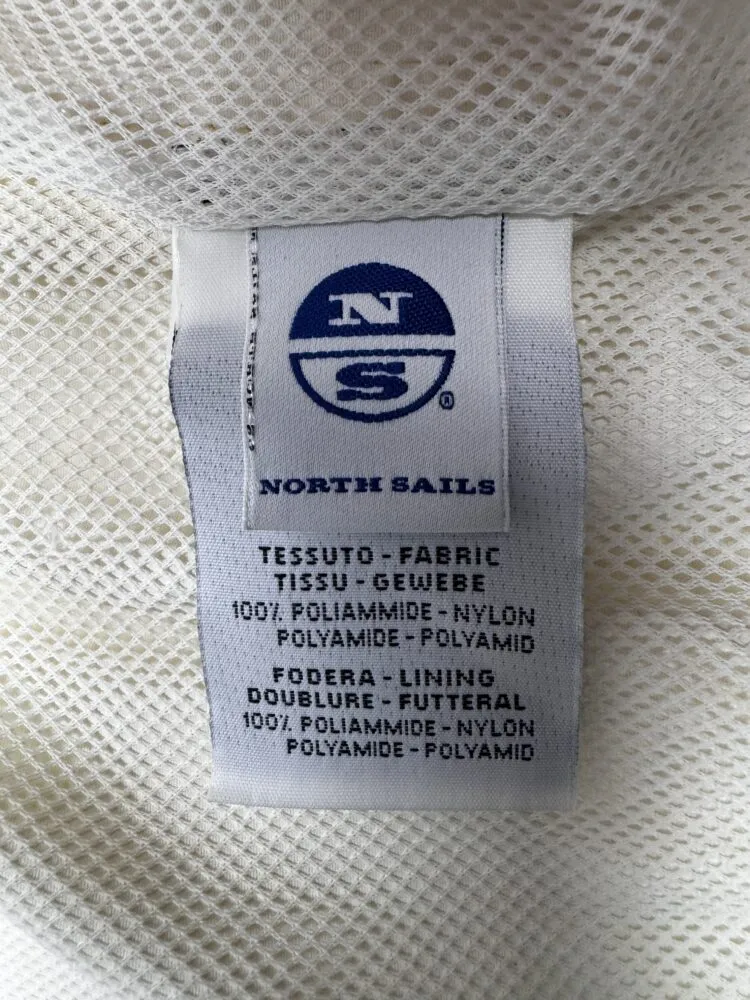 N
S
®
NORTH SAILS
TESSUTO - FABRIC
TISSU - GEWEBE
100% POLIAMMIDE - NYLON
POLYAMIDE - POLYAMID
FODERA - LINING
DOUBLURE - FUTTERAL
100% POLIAMMIDE - NYLON
POLYAMIDE - POLYAMID